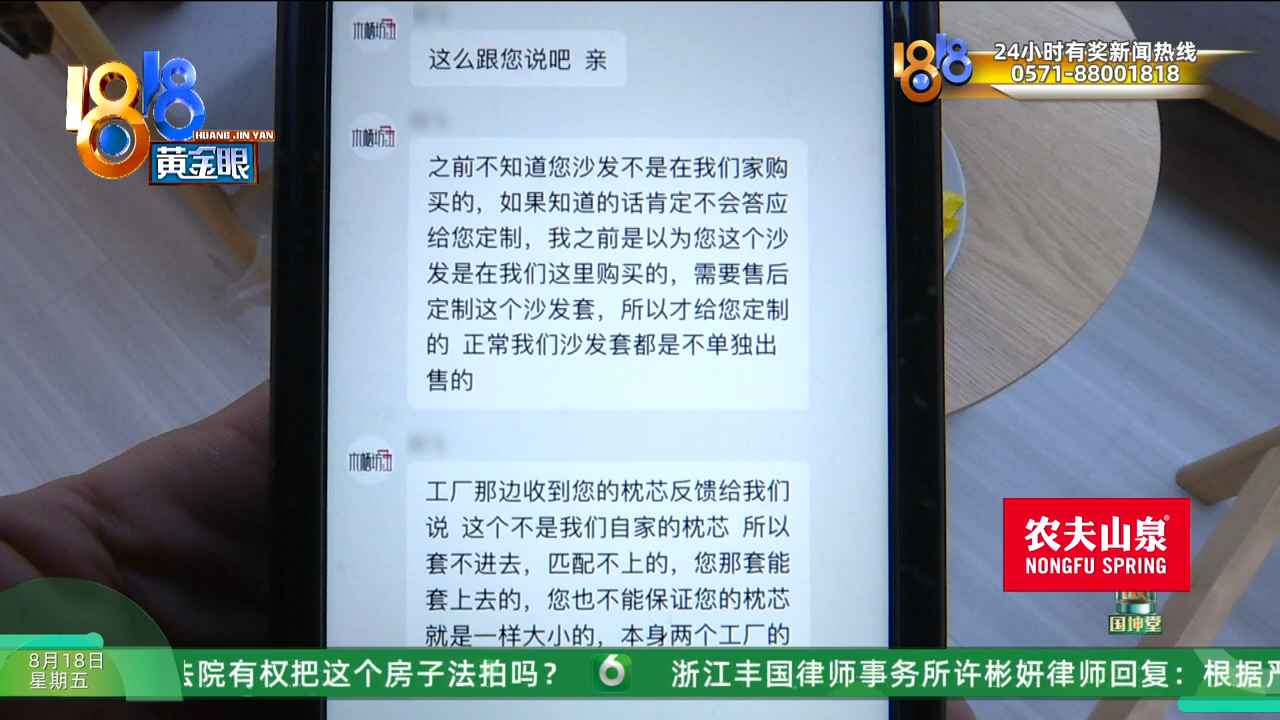 木栖坊
这么跟您说吧 亲
木栖坊
之前不知道您沙发不是在我们家购
买的，如果知道的话肯定不会答应
给您定制，我之前是以为您这个沙
发是在我们这里购买的，需要售后
定制这个沙发套，所以才给您定制
的 正常我们沙发套都是不单独出
售的
木栖坊
工厂那边收到您的枕芯反馈给我们
说 这个不是我们自家的枕芯 所以
套不进去，匹配不上的，您那套能
套上去的，您也不能保证您的枕芯
就是一样大小的，本身两个工厂的
1818
HUANG JIN YAN
黄金眼
1818
24小时有奖新闻热线
0571-88001818
农夫山泉®
NONGFU SPRING
国坤堂
8月18日
星期五
法院有权把这个房子法拍吗？ 6 浙江丰国律师事务所许彬妍律师回复：根据严